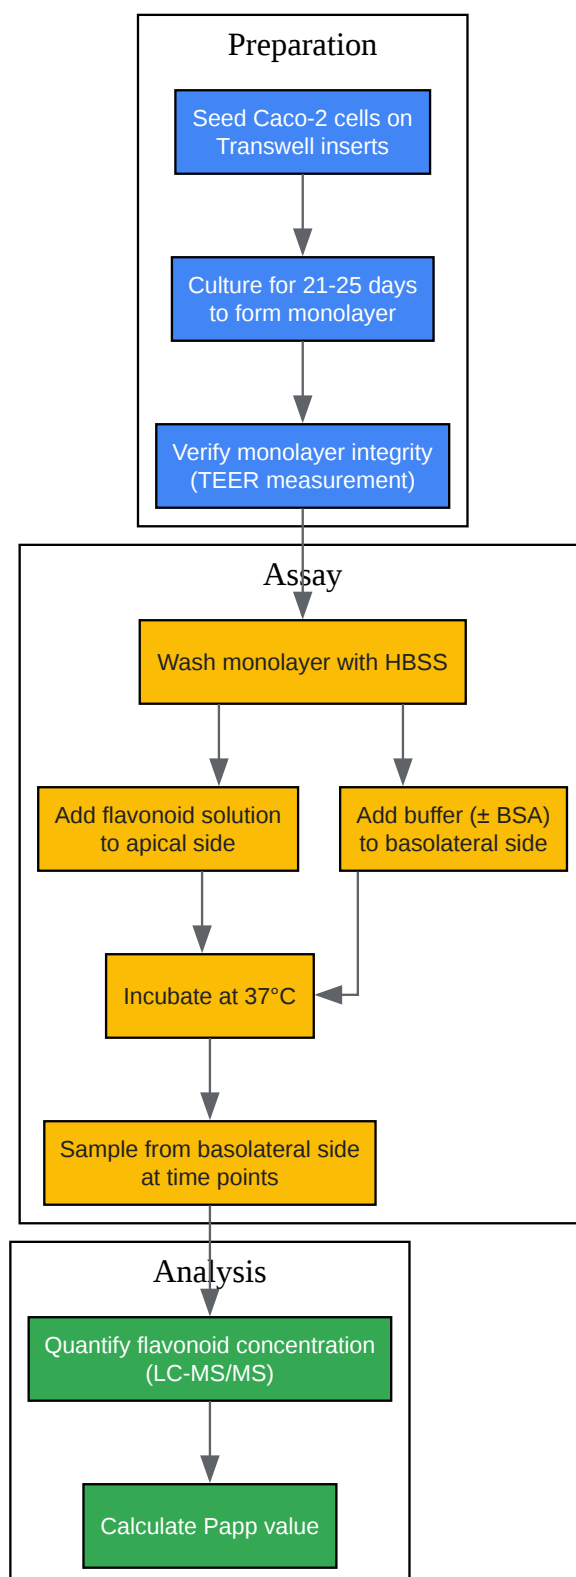 Preparation
Seed Caco-2 cells on
Transwell inserts
Culture for 21-25 days
to form monolayer
Verify monolayer integrity
(TEER measurement)
Assay
Wash monolayer with HBSS
Add flavonoid solution
to apical side
Add buffer (± BSA)
to basolateral side
Incubate at 37°C
Sample from basolateral side
at time points
Analysis
Quantify flavonoid concentration
(LC-MS/MS)
Calculate Papp value